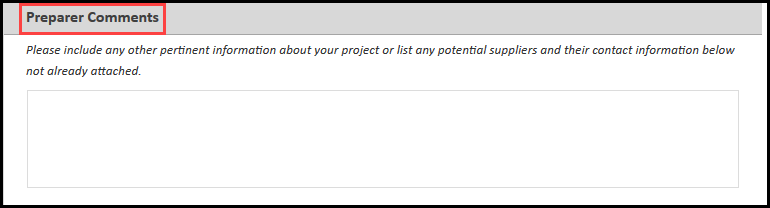 Preparer Comments
Please include any other pertinent information about your project or list any potential suppliers and their contact information below
not already attached.